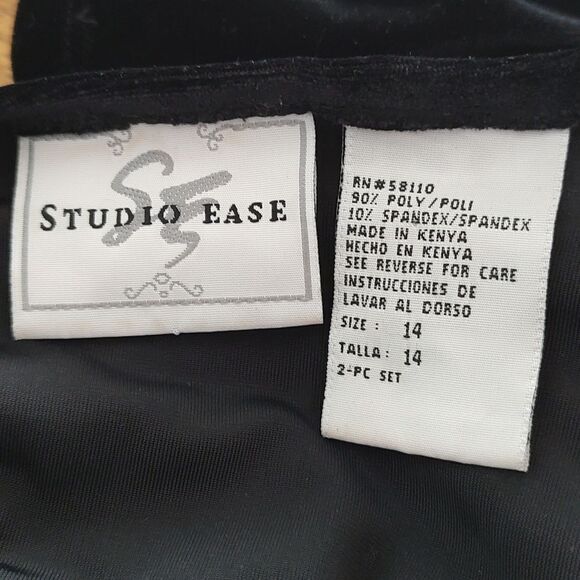 SE
STUDIO EASE
RN#58110
90% POLY/POLI
10% SPANDEX/SPANDEX
MADE IN KENYA
HECHO EN KENYA
SEE REVERSE FOR CARE
INSTRUCCIONES DE
LAVAR AL DORSO
SIZE: 14
TALLA: 14
2-PC SET